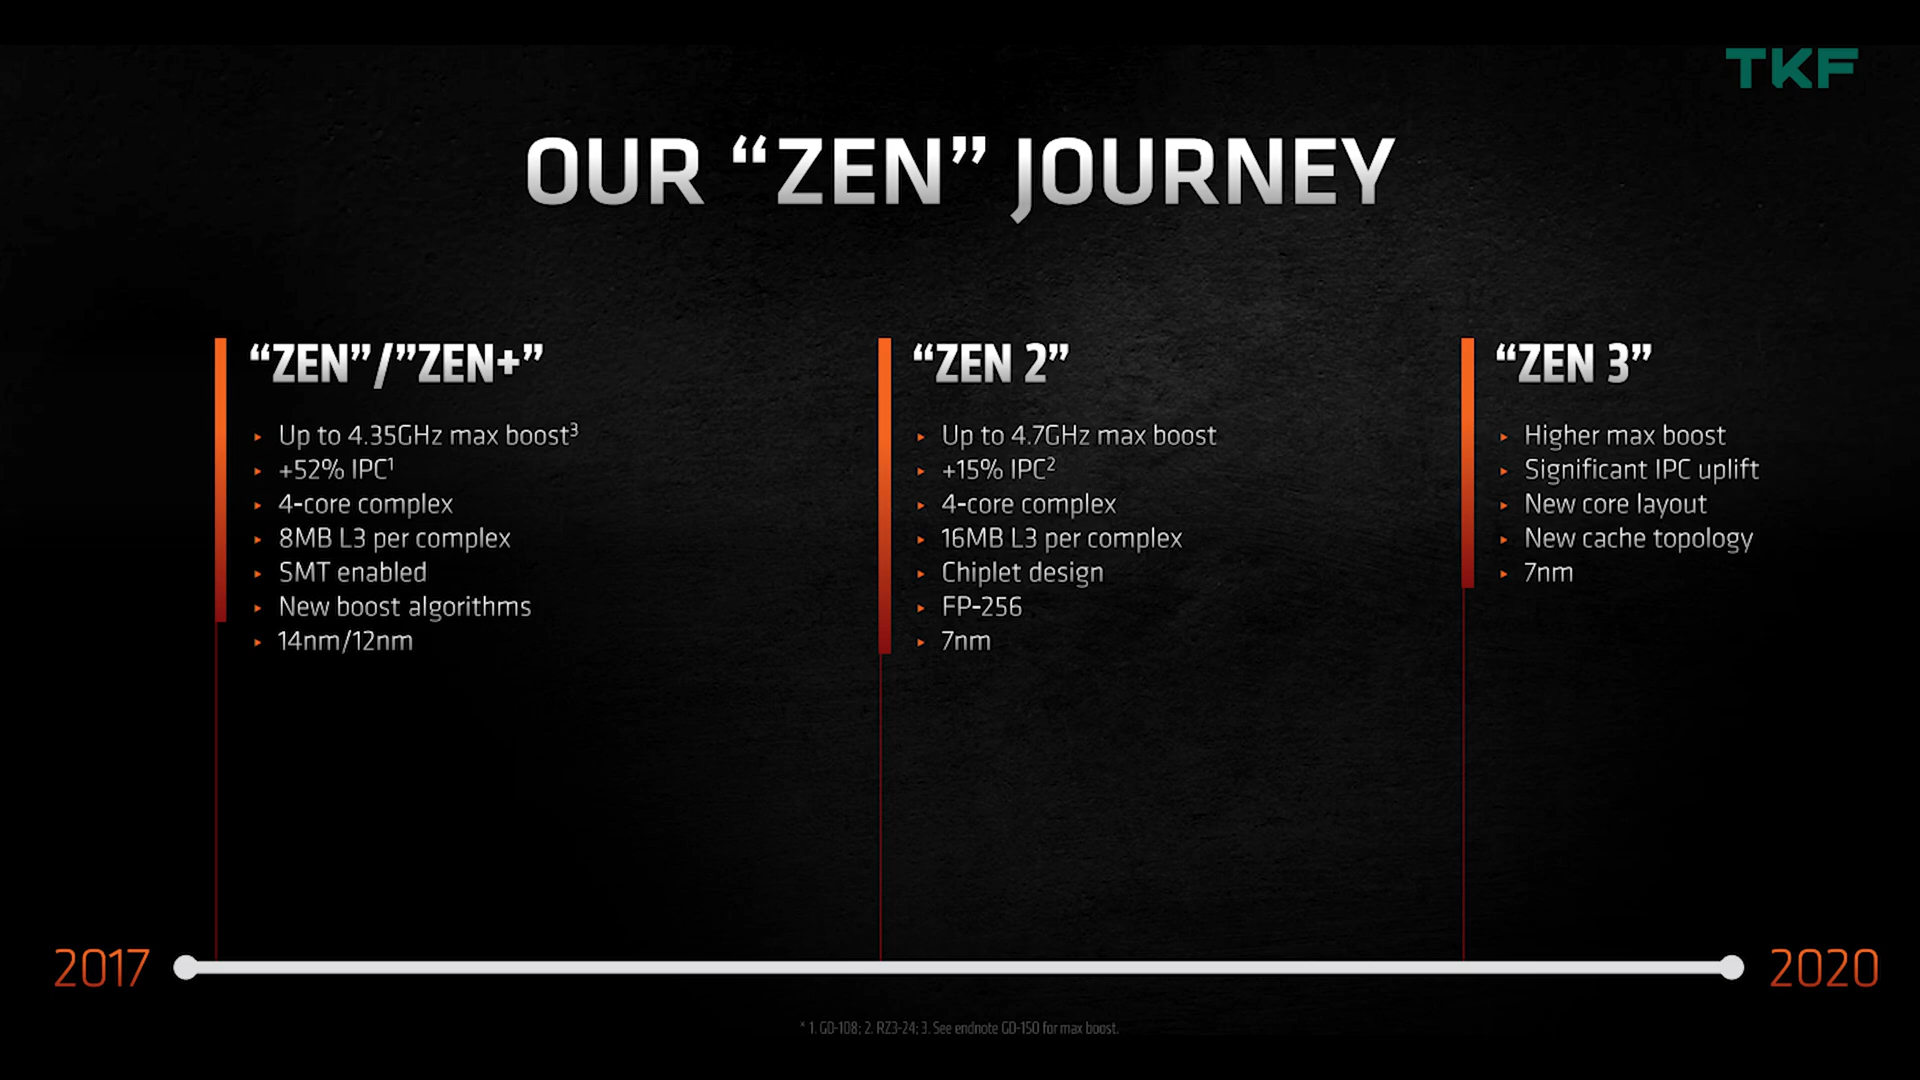 TKF
OUR “ZEN” JOURNEY
“ZEN”/”ZEN+”
Up to 4.35GHz max boost³
+52% IPC¹
4-core complex
8MB L3 per complex
SMT enabled
New boost algorithms
14nm/12nm
“ZEN 2”
Up to 4.7GHz max boost
+15% IPC²
4-core complex
16MB L3 per complex
Chiplet design
FP-256
7nm
“ZEN 3”
Higher max boost
Significant IPC uplift
New core layout
New cache topology
7nm
2017
2020
* 1. GD-108; 2. RZ3-24; 3. See endnote GD-150 for max boost.